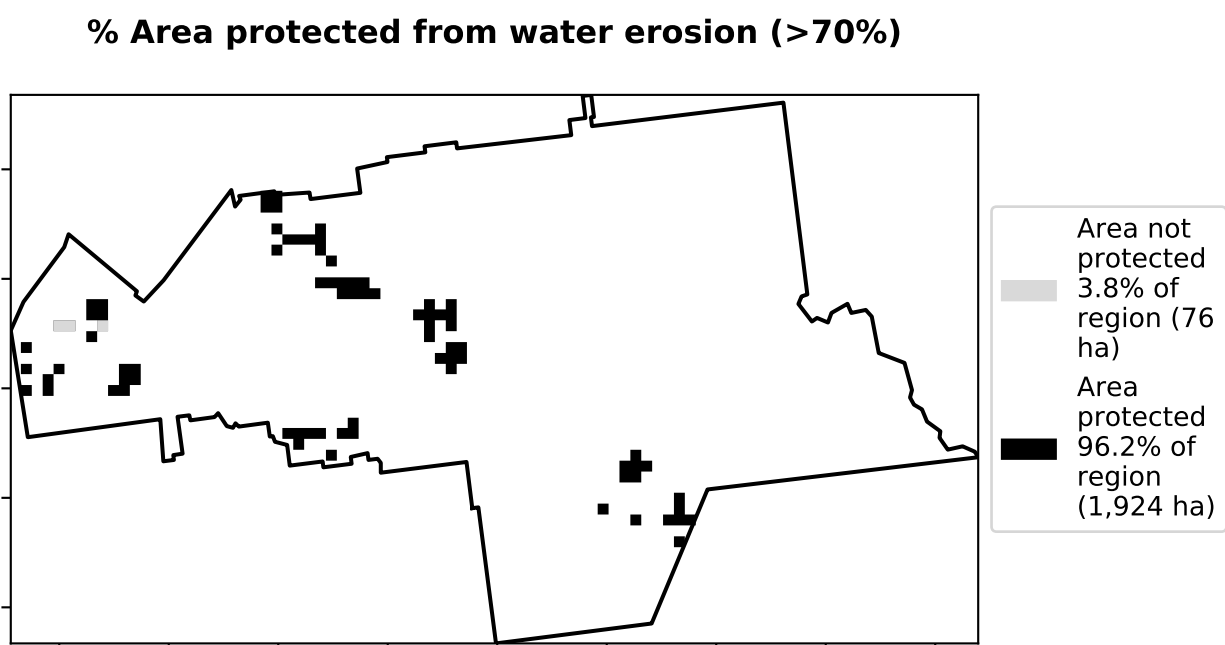 % Area protected from water erosion (>70%)
Area not
protected
3.8% of
region (76
ha)
Area
protected
96.2% of
region
(1,924 ha)